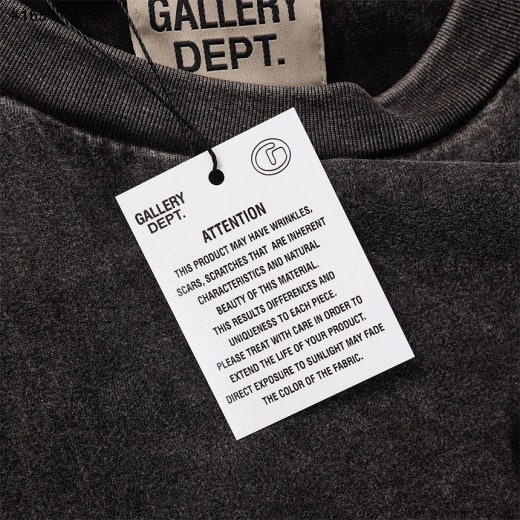 GALLERY
DEPT.
GALLERY
DEPT.
ATTENTION
THIS PRODUCT MAY HAVE WRINKLES,
SCARS, SCRATCHES THAT ARE INHERENT
CHARACTERISTICS AND NATURAL
BEAUTY OF THIS MATERIAL.
THIS RESULTS DIFFERENCES AND
UNIQUENESS TO EACH PIECE.
PLEASE TREAT WITH CARE IN ORDER TO
EXTEND THE LIFE OF YOUR PRODUCT.
DIRECT EXPOSURE TO SUNLIGHT MAY FADE
THE COLOR OF THE FABRIC.